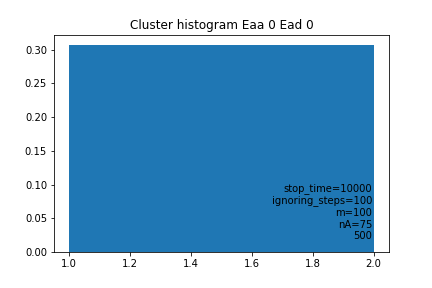 Cluster histogram Eaa 0 Ead 0
0.30
0.25
0.20
0.15
0.10
0.05
0.00
stop_time=10000
ignoring_steps=100
m=100
nA=75
500
1.0 1.2 1.4 1.6 1.8 2.0